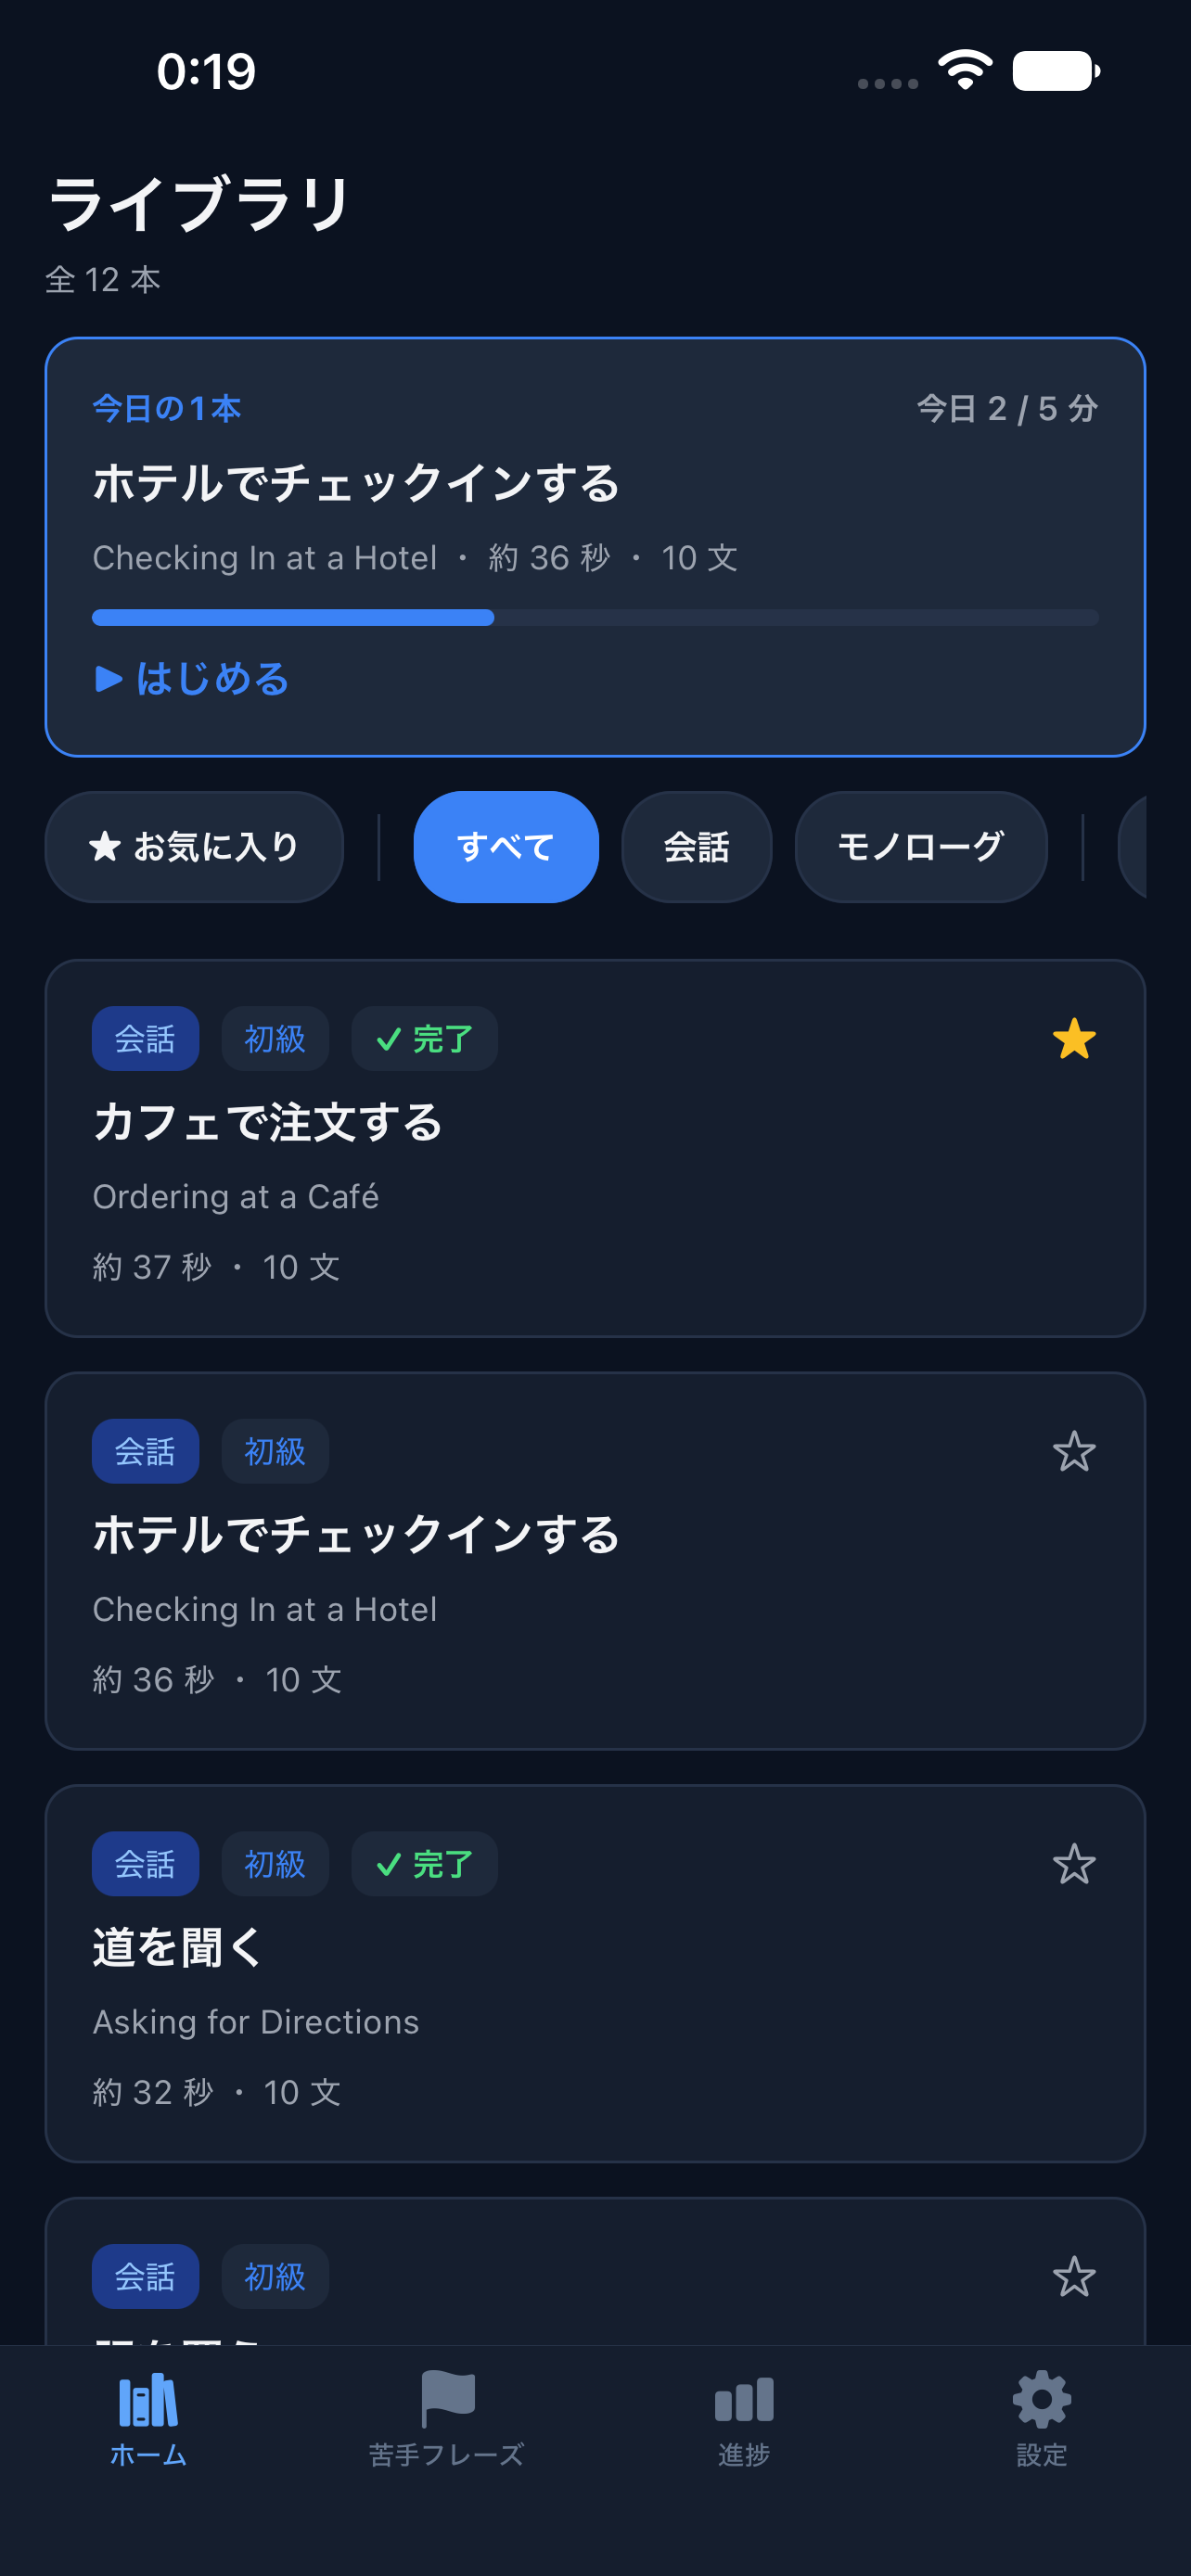 0:19
ライブラリ
全 12 本
今日の1本 今日 2 / 5 分
ホテルでチェックインする
Checking In at a Hotel ・ 約 36 秒 ・ 10 文
はじめる
お気に入り すべて 会話 モノローグ
会話 初級 完了
カフェで注文する
Ordering at a Café
約 37 秒 ・ 10 文
会話 初級
ホテルでチェックインする
Checking In at a Hotel
約 36 秒 ・ 10 文
会話 初級 完了
道を聞く
Asking for Directions
約 32 秒 ・ 10 文
会話 初級
ホーム 苦手フレーズ 進捗 設定